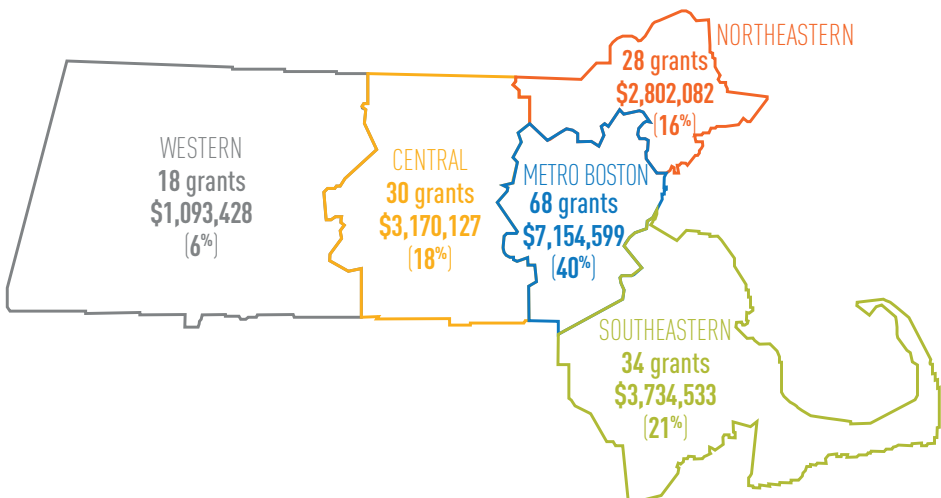 NORTHEASTERN
28 grants
$2,802,082
(16%)
WESTERN
18 grants
$1,093,428
(6%)
CENTRAL
30 grants
$3,170,127
(18%)
METRO BOSTON
68 grants
$7,154,599
(40%)
SOUTHEASTERN
34 grants
$3,734,533
(21%)